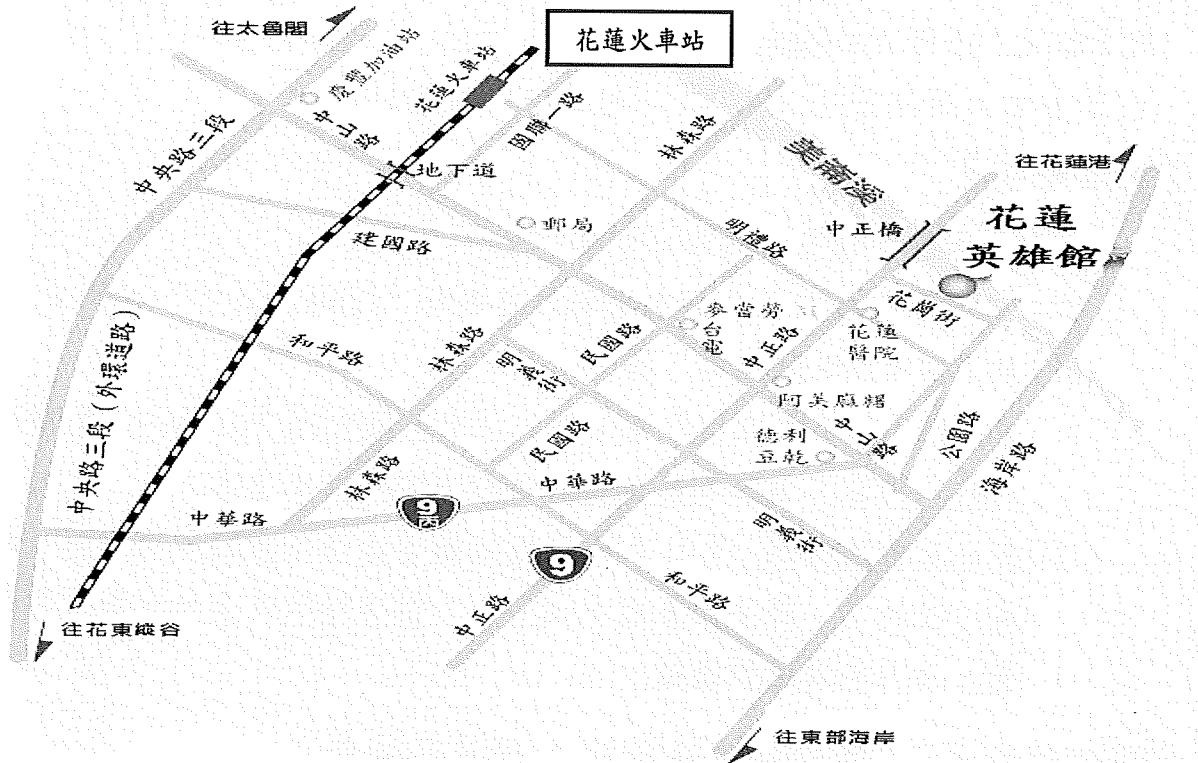 往太魯閣
花蓮火車站
慶豐加油站
花蓮火車站
中山路
國聯一路
林森路
中央路三段
地下道
美崙溪
往花蓮港
郵局
建國路
明禮路
中正橋
花蓮
英雄館
花崗街
麥當勞
台電
花蓮
醫院
和平路
林森路
明義街
民國路
中正路
阿美麻糬
中央路三段(外環道路)
民國路
德利
豆乾
中山路
公園路
海岸路
林森路
中華路
中華路
9
明義街
9
和平路
中正路
往花東縱谷
往東部海岸